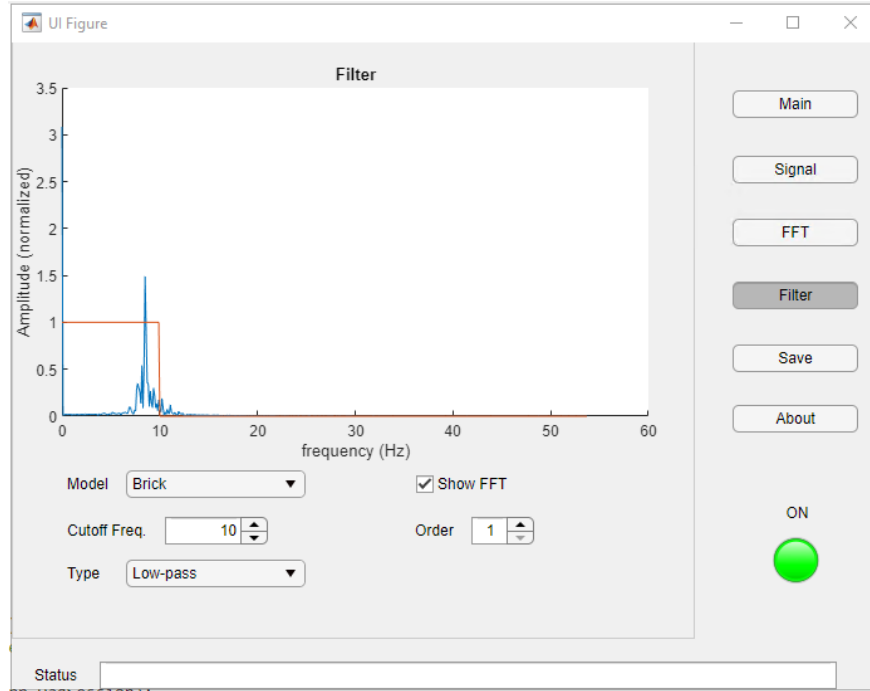 UI Figure
Filter
3.5
3
2.5
2
1.5
1
0.5
0
Amplitude (normalized)
0 10 20 30 40 50 60
frequency (Hz)
Model Brick Show FFT
Cutoff Freq. 10 Order 1
Type Low-pass
Main
Signal
FFT
Filter
Save
About
ON
Status